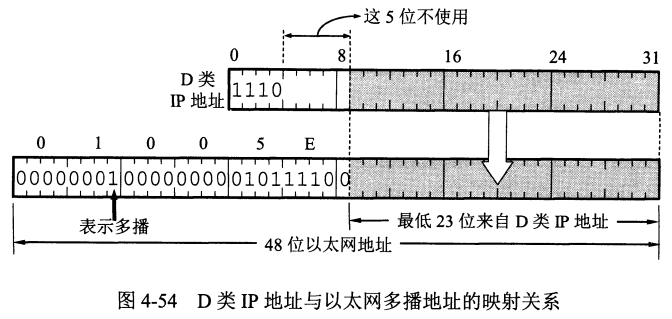 这 5 位不使用
0 8 16 24 31
D 类
IP 地址
1110
0 1 0 0 5 E
00000001 00000000 01011110 0
表示多播
最低 23 位来自 D 类 IP 地址
48 位以太网地址
图 4-54 D 类 IP 地址与以太网多播地址的映射关系